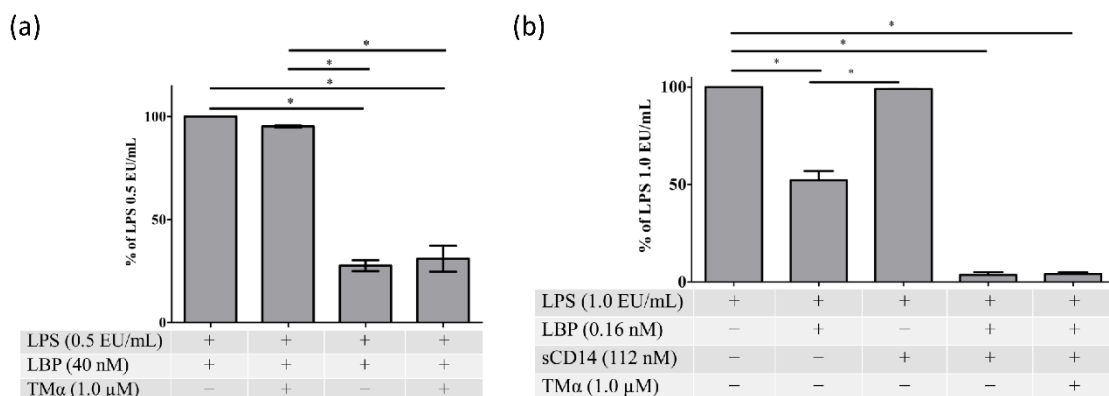 (a)
*
*
*
*
% of LPS 0.5 EU/mL
100
50
0
LPS (0.5 EU/mL) + + + +
LBP (40 nM) + + + +
TMα (1.0 µM) − + − +
(b)
*
*
* *
% of LPS 1.0 EU/mL
100
50
0
LPS (1.0 EU/mL) + + + + +
LBP (0.16 nM) − + − + +
sCD14 (112 nM) − − + + +
TMα (1.0 µM) − − − − +